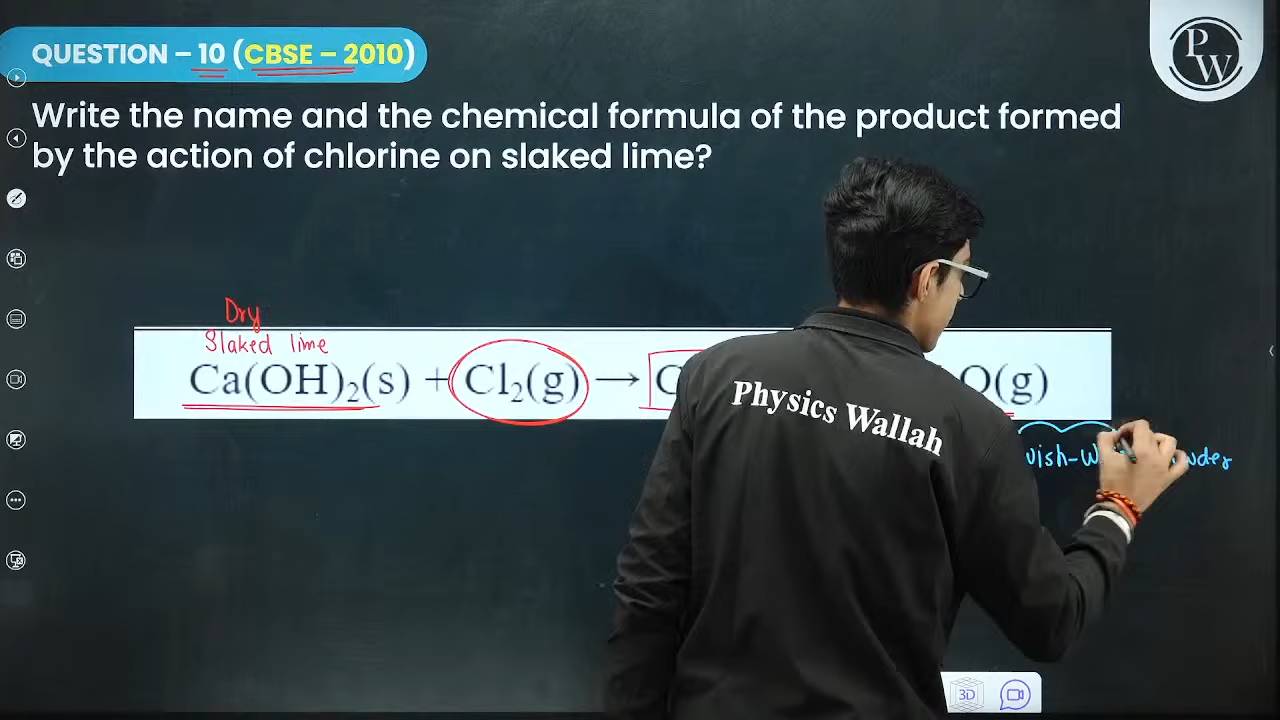 QUESTION – 10 (CBSE – 2010)
PW
Write the name and the chemical formula of the product formed
by the action of chlorine on slaked lime?
Dry
Slaked lime
Ca(OH)₂(s) + Cl₂(g) → C O(g)
Physics Wallah
3D